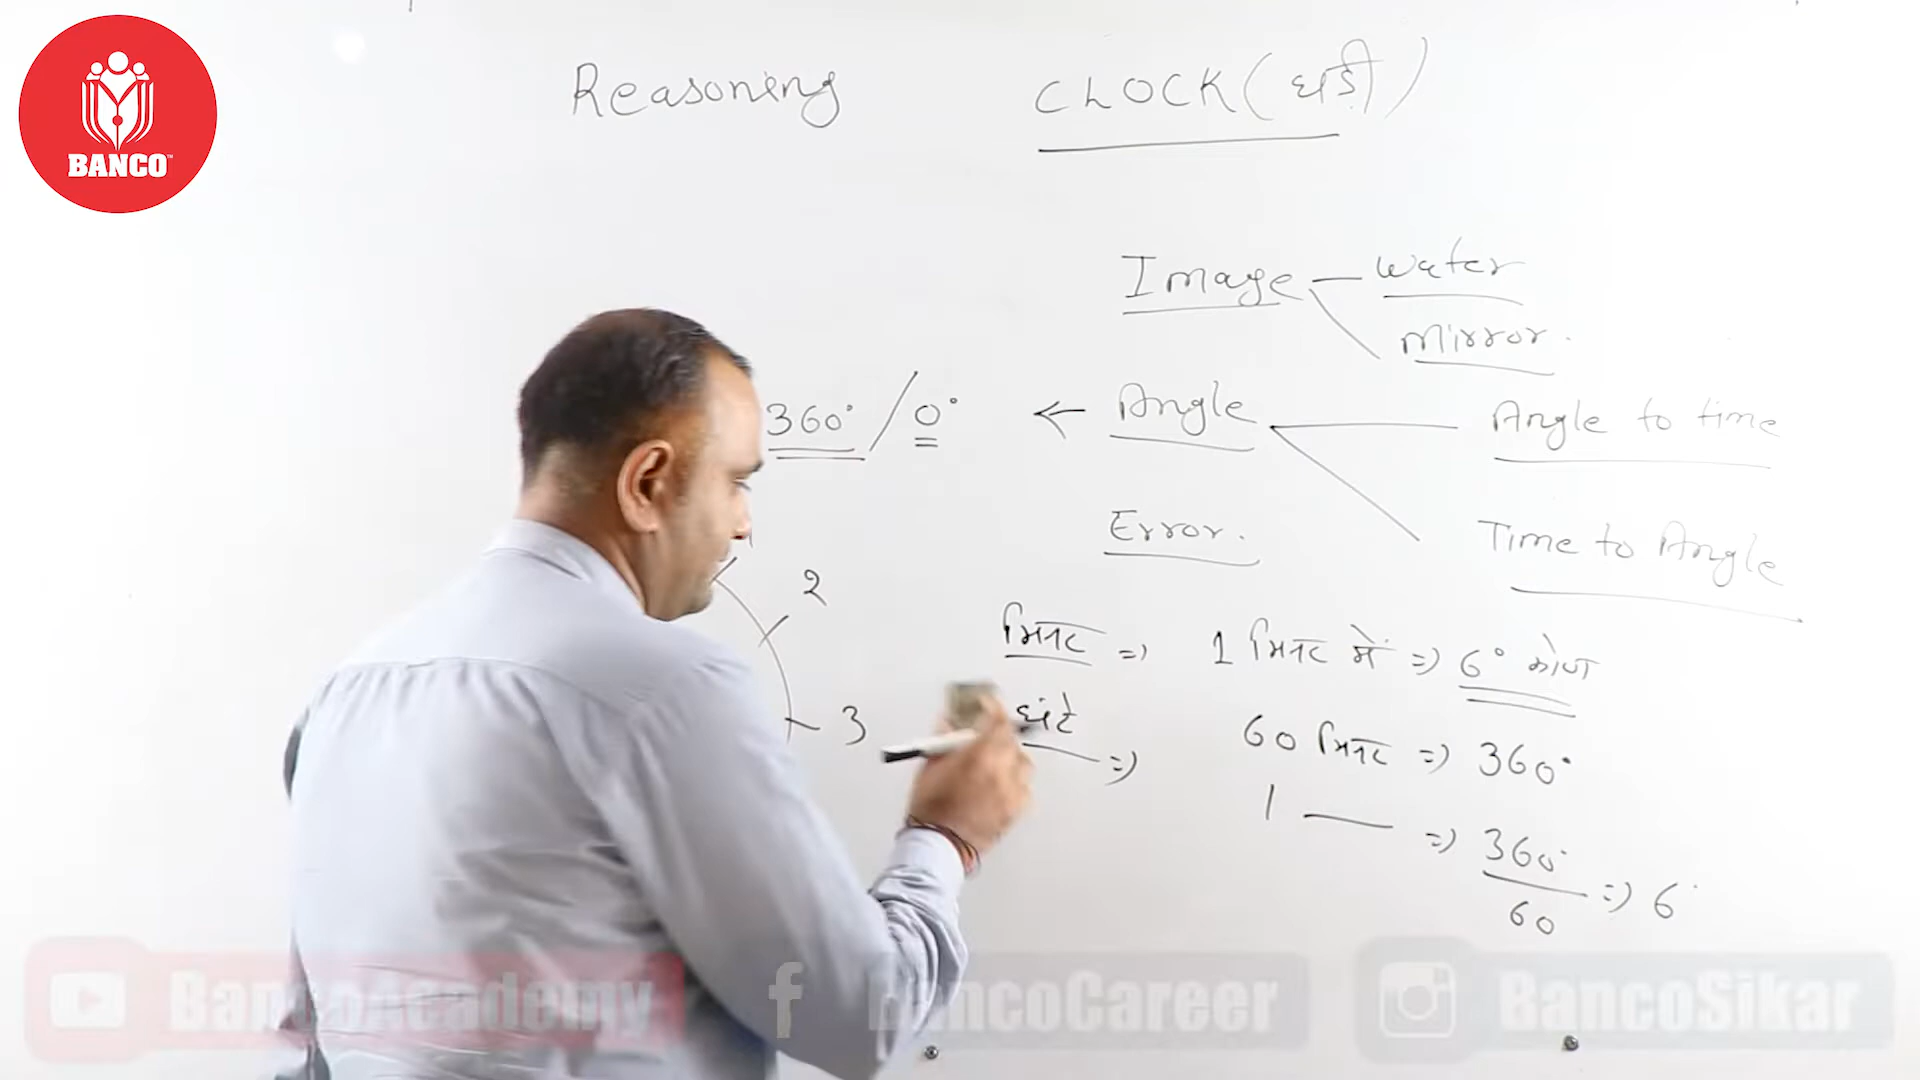 BANCO
Reasoning CLOCK (घड़ी)
Image — Water
Mirror.
360° / 0° ← Angle Angle to time
Error. Time to Angle
2
3
मिनट ⇒ 1 मिनट में ⇒ 6° कोण
घंटे ⇒ 60 मिनट ⇒ 360°
1 — ⇒ 360°
60 ⇒ 6°
BancoAcademy BancoCareer BancoSikar